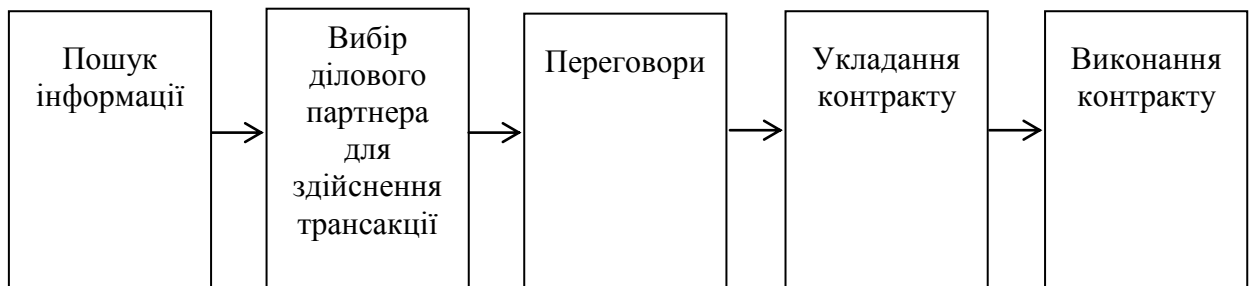 Пошук
інформації
Вибір
ділового
партнера
для
здійснення
трансакції
Переговори
Укладання
контракту
Виконання
контракту